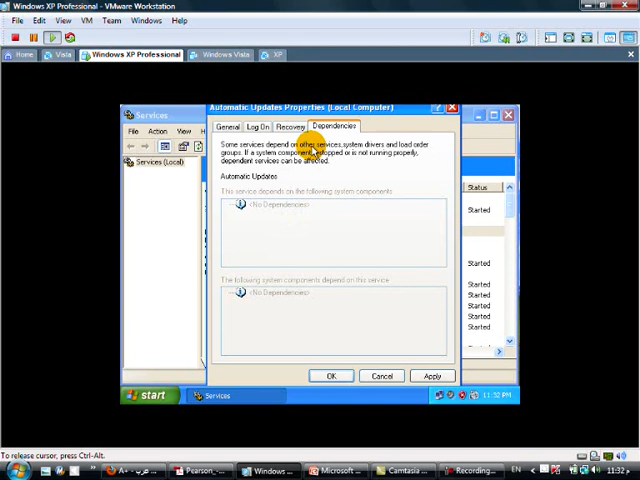 Windows XP Professional - VMware Workstation
File Edit View VM Team Windows Help
Home Vista Windows XP Professional Windows Vista XP
Services
Automatic Updates Properties (Local Computer)
File Action
General Log On Recovery Dependencies
Services (Local)
Some services depend on other services, system drivers and load order
groups. If a system component is stopped or is not running properly,
dependent services can be affected.
Automatic Updates
This service depends on the following system components
<No Dependencies>
The following system components depend on this service
<No Dependencies>
Status
Started
Started
Started
Started
Started
Started
Started
Started
OK Cancel Apply
start Services 11:32 PM
To release cursor, press Ctrl-Alt.
A+ - عرب Pearson_... Windows ... Microsoft ... Camtasia ... Recording... EN 11:32 م